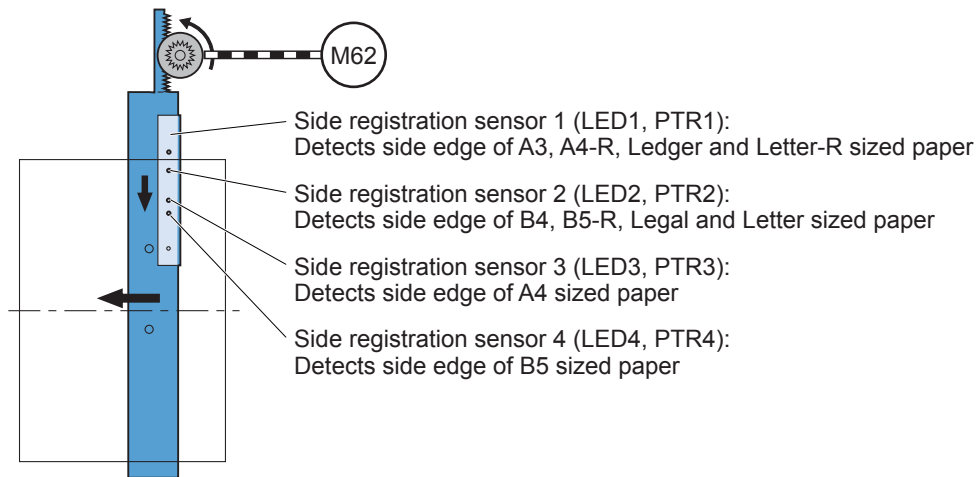 M62
Side registration sensor 1 (LED1, PTR1):
Detects side edge of A3, A4-R, Ledger and Letter-R sized paper
Side registration sensor 2 (LED2, PTR2):
Detects side edge of B4, B5-R, Legal and Letter sized paper
Side registration sensor 3 (LED3, PTR3):
Detects side edge of A4 sized paper
Side registration sensor 4 (LED4, PTR4):
Detects side edge of B5 sized paper